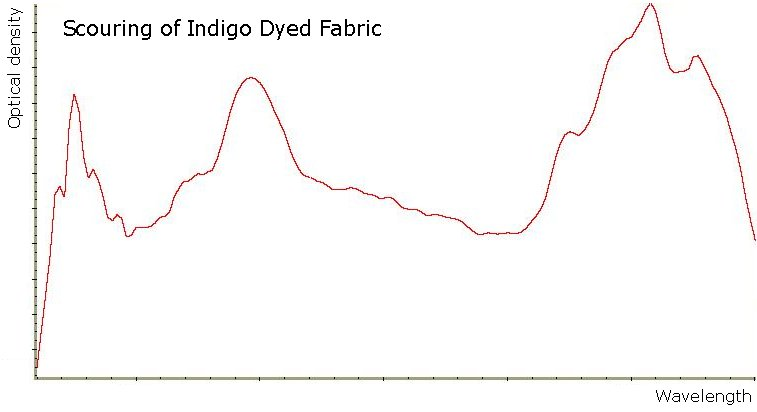 Scouring of Indigo Dyed Fabric
Optical density
Wavelength